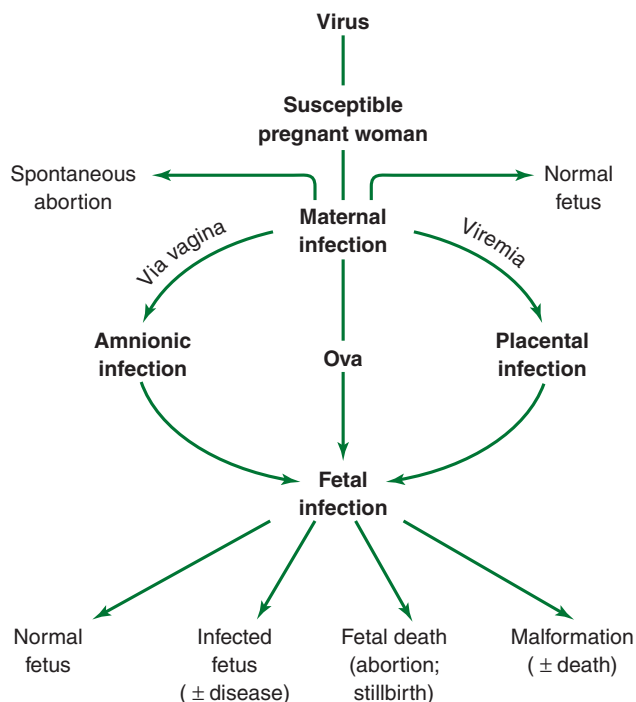 Virus
Susceptible
pregnant woman
Spontaneous
abortion
Normal
fetus
Maternal
infection
Via vagina
Viremia
Amnionic
infection
Ova
Placental
infection
Fetal
infection
Normal
fetus
Infected
fetus
( ± disease)
Fetal death
(abortion;
stillbirth)
Malformation
( ± death)